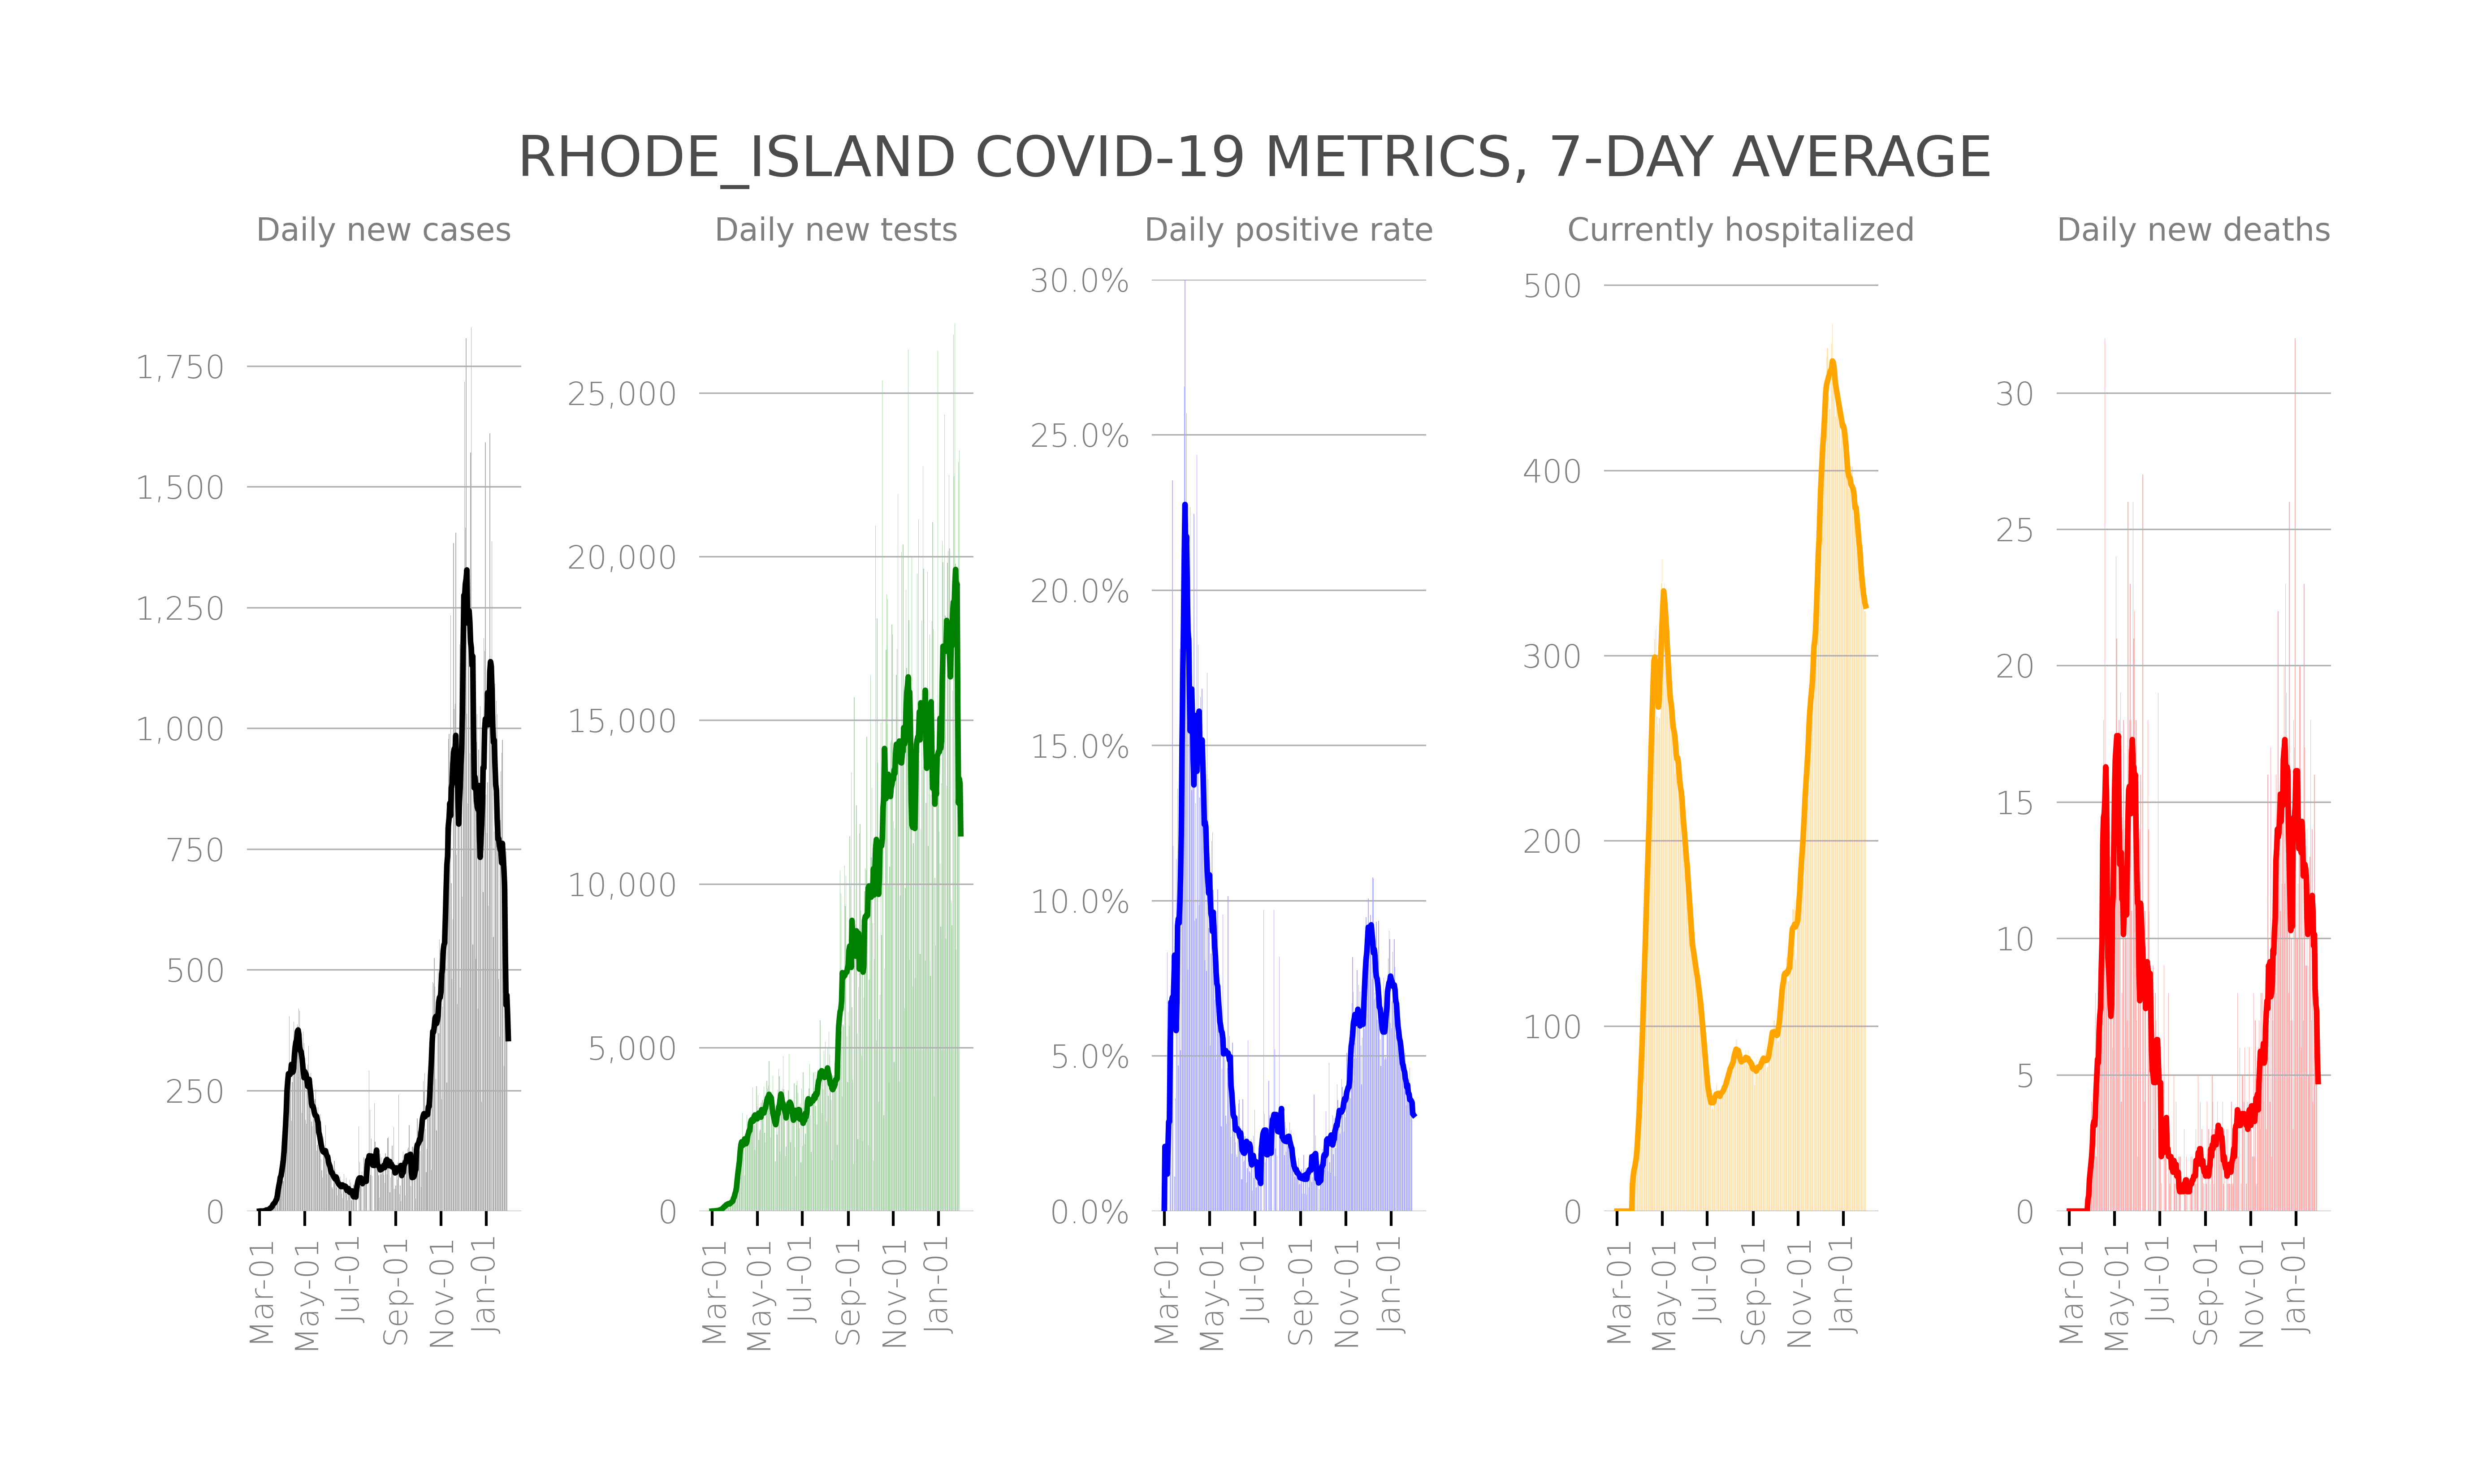 RHODE_ISLAND COVID-19 METRICS, 7-DAY AVERAGE
Daily new cases
1,750
1,500
1,250
1,000
750
500
250
0
Mar-01
May-01
Jul-01
Sep-01
Nov-01
Jan-01
Daily new tests
25,000
20,000
15,000
10,000
5,000
0
Mar-01
May-01
Jul-01
Sep-01
Nov-01
Jan-01
Daily positive rate
30.0%
25.0%
20.0%
15.0%
10.0%
5.0%
0.0%
Mar-01
May-01
Jul-01
Sep-01
Nov-01
Jan-01
Currently hospitalized
500
400
300
200
100
0
Mar-01
May-01
Jul-01
Sep-01
Nov-01
Jan-01
Daily new deaths
30
25
20
15
10
5
0
Mar-01
May-01
Jul-01
Sep-01
Nov-01
Jan-01